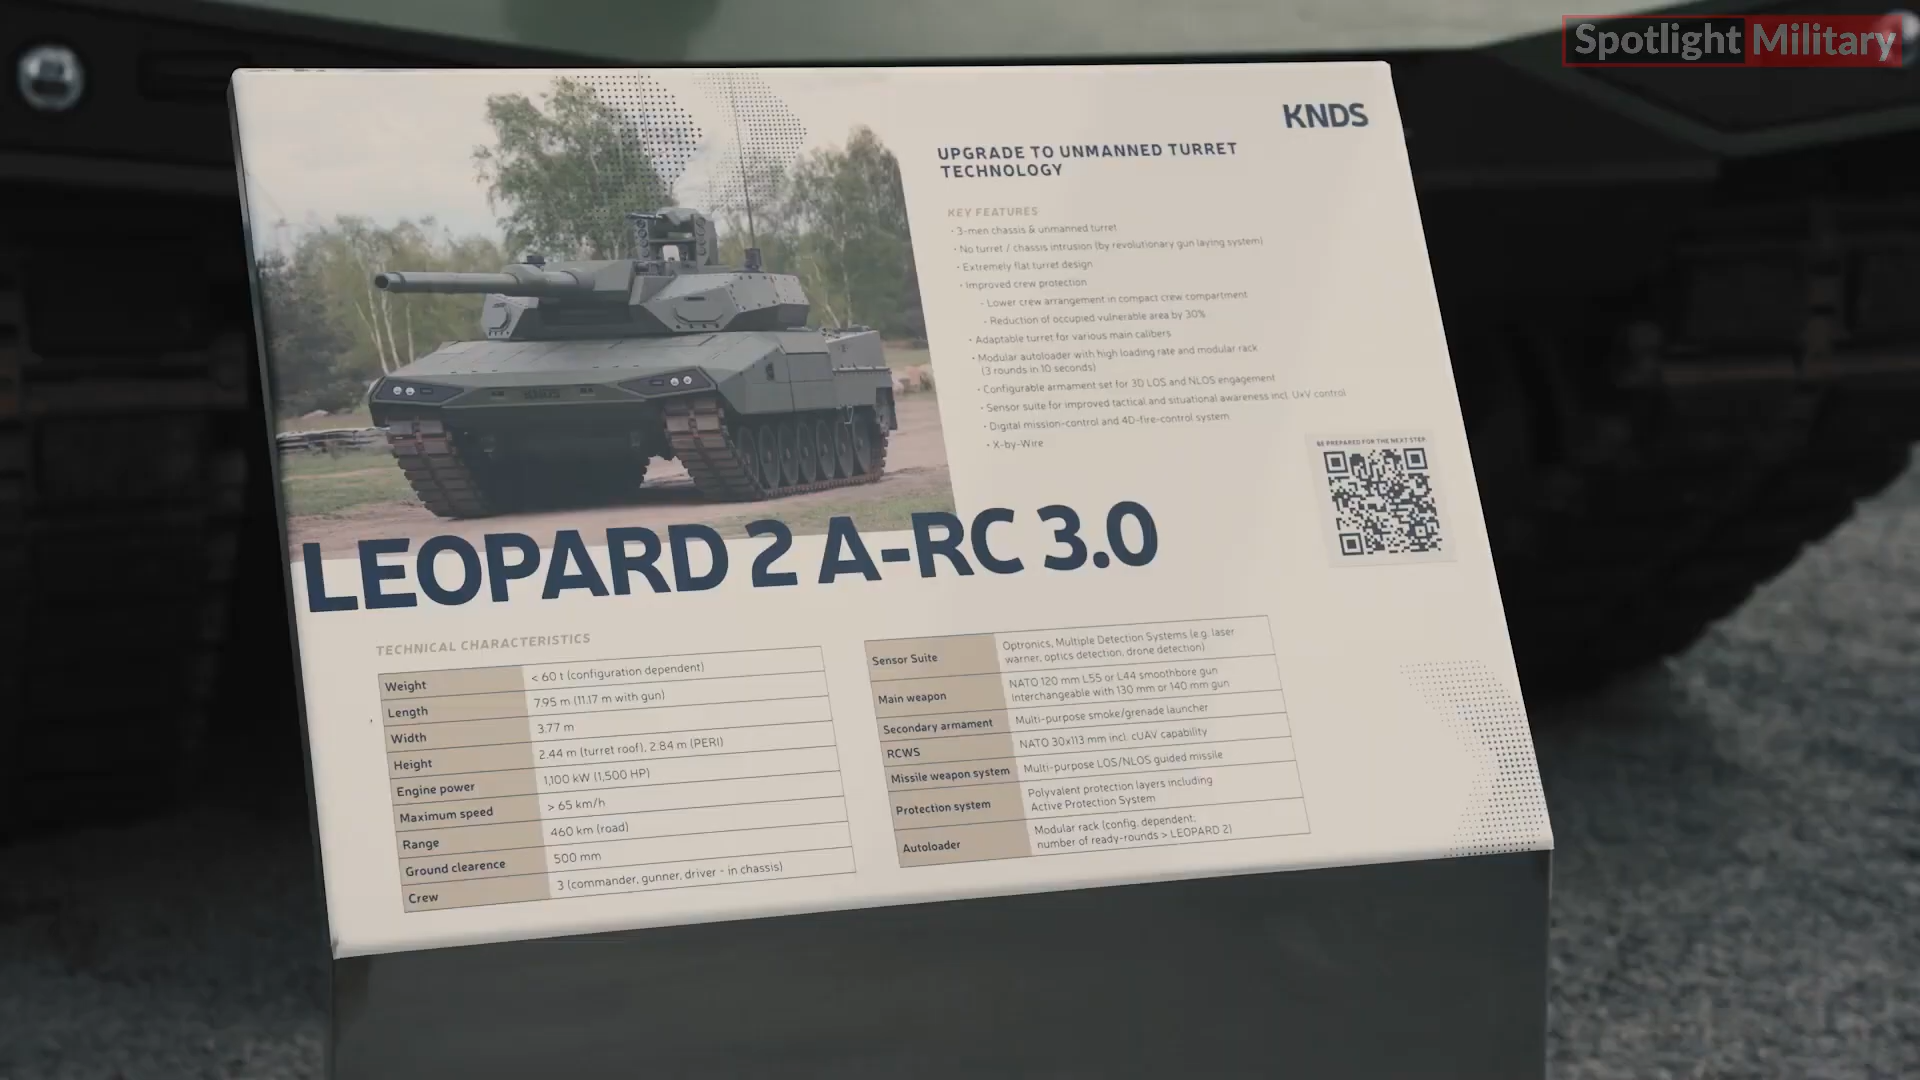 Spotlight Military
KNDS
UPGRADE TO UNMANNED TURRET
TECHNOLOGY
KEY FEATURES
· 3-men chassis & unmanned turret
· No turret / chassis intrusion (by revolutionary gun laying system)
· Extremely flat turret design
· Improved crew protection
- Lower crew arrangement in compact crew compartment
- Reduction of occupied vulnerable area by 30%
· Adaptable turret for various main calibers
· Modular autoloader with high loading rate and modular rack
(3 rounds in 10 seconds)
· Configurable armament set for 3D LOS and NLOS engagement
· Sensor suite for improved tactical and situational awareness incl. UxV control
· Digital mission-control and 4D-fire-control system
· X-by-Wire
BE PREPARED FOR THE NEXT STEP
KNDS
LEOPARD 2 A-RC 3.0
TECHNICAL CHARACTERISTICS
Weight < 60 t (configuration dependent)
Length 7.95 m (11.17 m with gun)
Width 3.77 m
Height 2.44 m (turret roof), 2.84 m (PERI)
Engine power 1,100 kW (1,500 HP)
Maximum speed > 65 km/h
Range 460 km (road)
Ground clearence 500 mm
Crew 3 (commander, gunner, driver - in chassis)
Sensor Suite Optronics, Multiple Detection Systems (e.g. laser
warner, optics detection, drone detection)
Main weapon NATO 120 mm L55 or L44 smoothbore gun
Interchangeable with 130 mm or 140 mm gun
Secondary armament Multi-purpose smoke/grenade launcher
RCWS NATO 30x113 mm incl. cUAV capability
Missile weapon system Multi-purpose LOS/NLOS guided missile
Protection system Polyvalent protection layers including
Active Protection System
Autoloader Modular rack (config. dependent;
number of ready-rounds > LEOPARD 2)